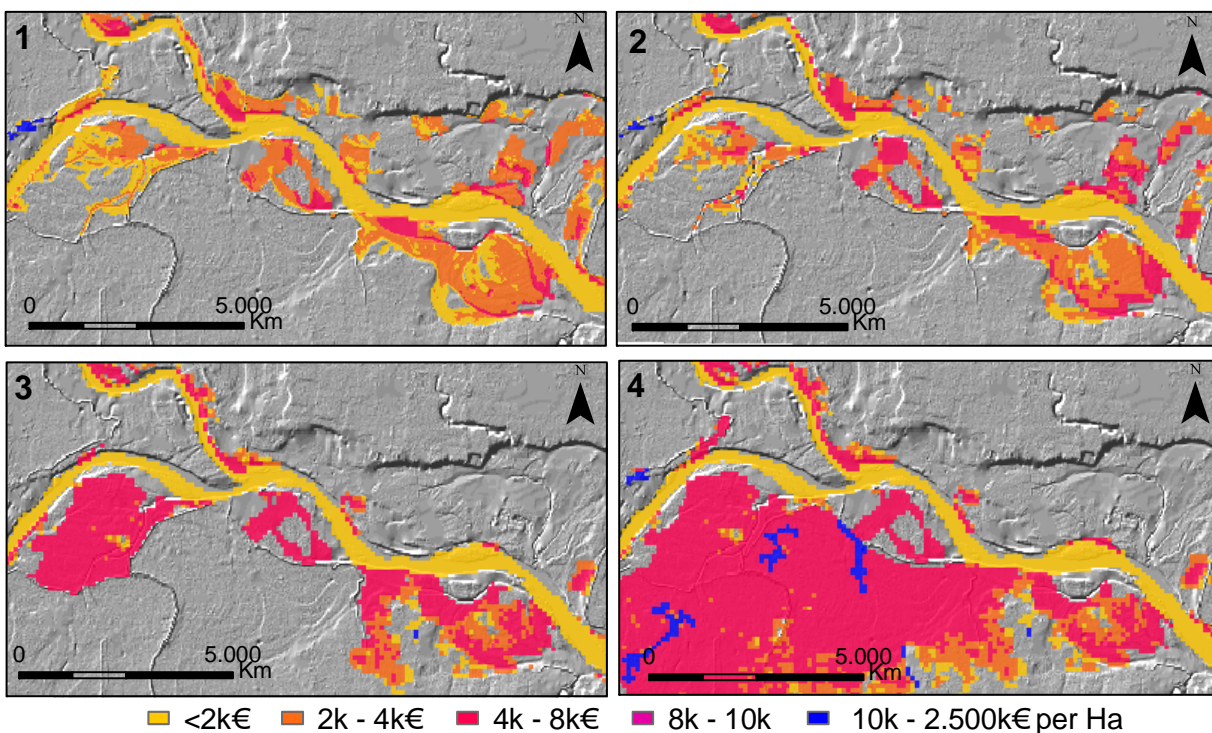 1
N
0
5.000
Km
2
N
0
5.000
Km
3
N
0
5.000
Km
4
N
0
5.000
Km
<2k€
2k - 4k€
4k - 8k€
8k - 10k
10k - 2.500k€ per Ha